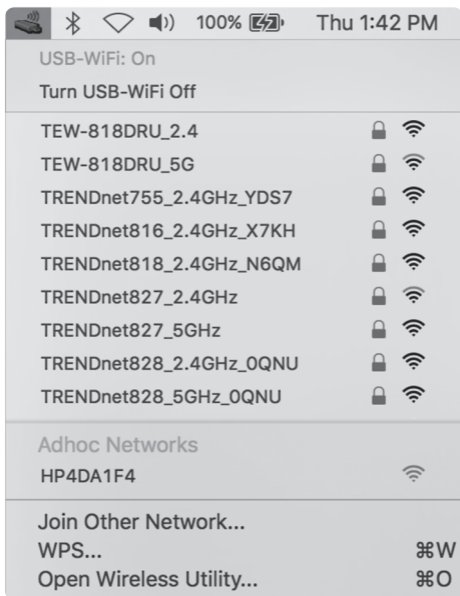 100% Thu 1:42 PM
USB-WiFi: On
Turn USB-WiFi Off
TEW-818DRU_2.4
TEW-818DRU_5G
TRENDnet755_2.4GHz_YDS7
TRENDnet816_2.4GHz_X7KH
TRENDnet818_2.4GHz_N6QM
TRENDnet827_2.4GHz
TRENDnet827_5GHz
TRENDnet828_2.4GHz_0QNU
TRENDnet828_5GHz_0QNU
Adhoc Networks
HP4DA1F4
Join Other Network...
WPS... ⌘W
Open Wireless Utility... ⌘O